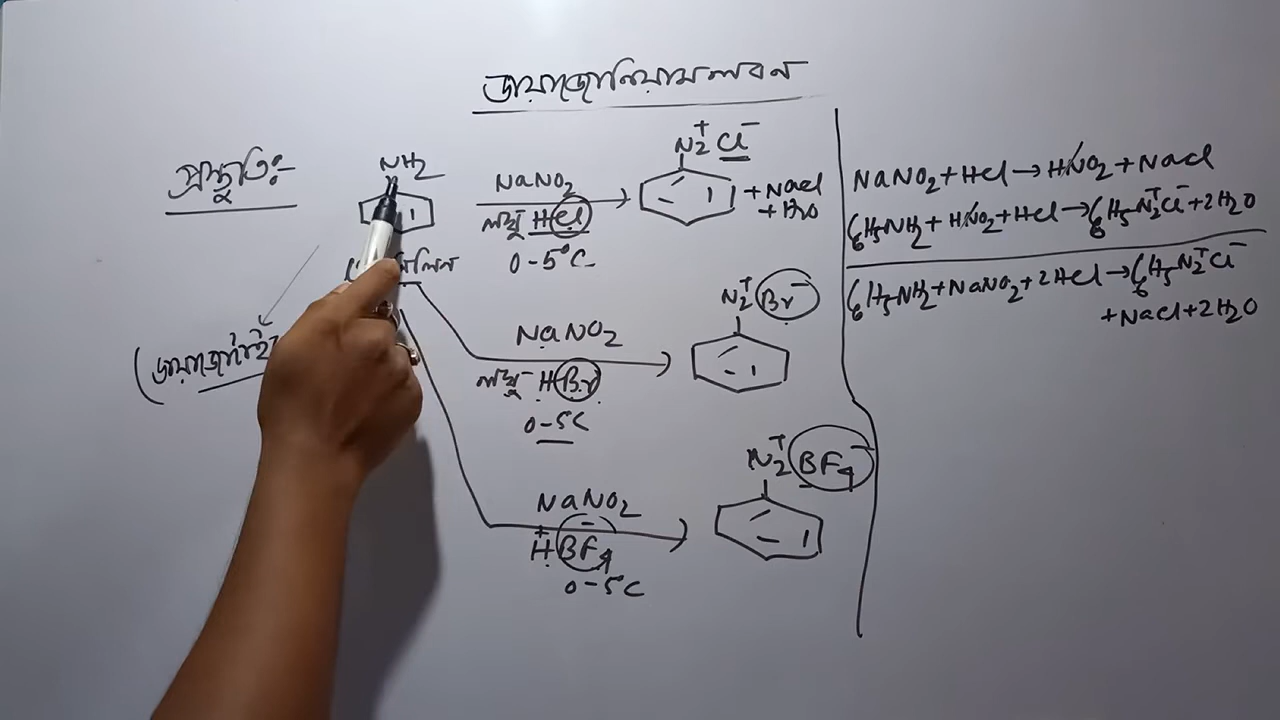 ডায়াজোনিয়াম লবন
প্রস্তুতি:-
NH2
NaNO2
লঘু HCl
0-5°C
N2+ Cl-
+ NaCl
+ H2O
(ডায়াজোটাই
NaNO2
লঘু HBr
0-5C
N2+ Br-
NaNO2
H+ BF4-
0-5°C
N2+ BF4-
NaNO2 + HCl → HNO2 + NaCl
C6H5NH2 + HNO2 + HCl → C6H5N2+Cl- + 2H2O
C6H5NH2 + NaNO2 + 2HCl → C6H5N2+Cl-
+ NaCl + 2H2O